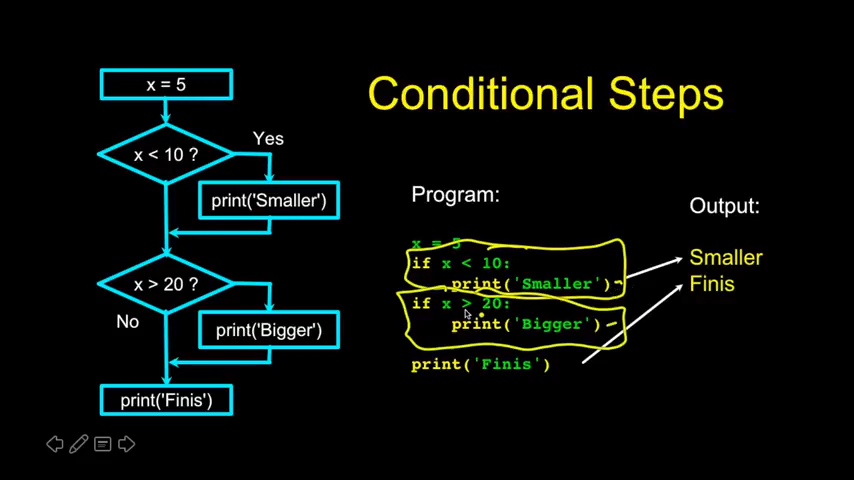 Conditional Steps
x = 5
x < 10 ?
Yes
print('Smaller')
x > 20 ?
No
print('Bigger')
print('Finis')
Program:
x = 5
if x < 10:
    print('Smaller')
if x > 20:
    print('Bigger')
print('Finis')
Output:
Smaller
Finis